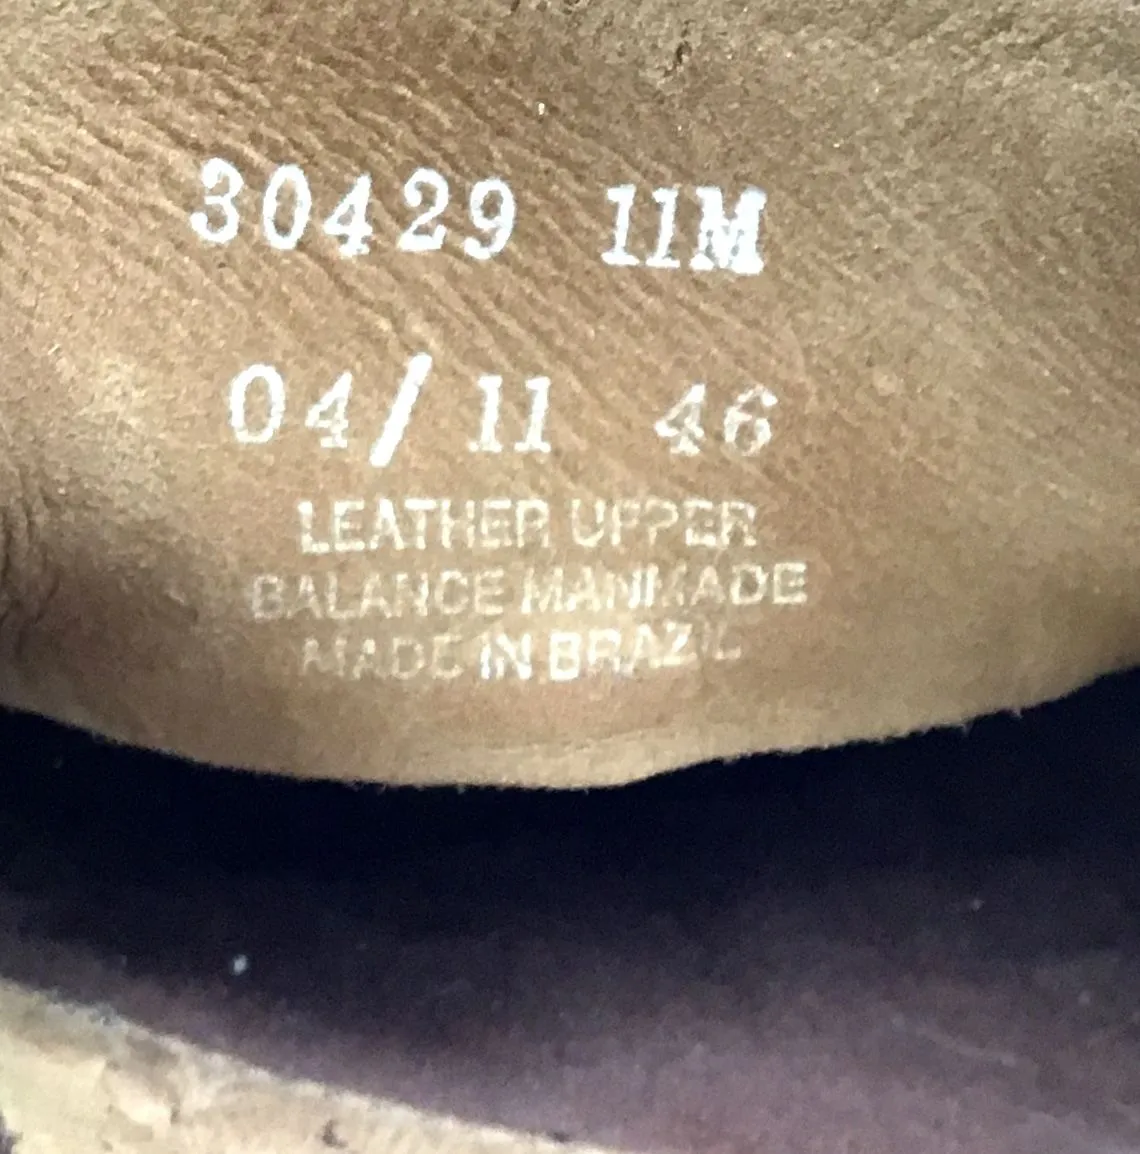 30429 11M
04/11 46
LEATHER UPPER
BALANCE MANMADE
MADE IN BRAZIL